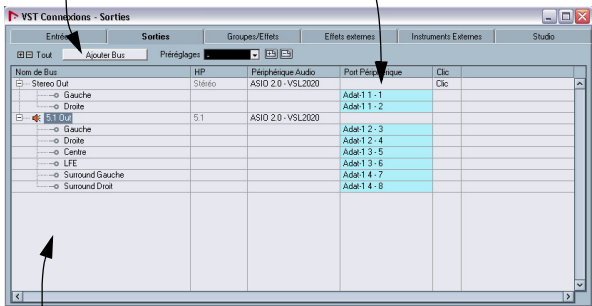 VST Connexions - Sorties
Entrées Sorties Groupes/Effets Effets externes Instruments Externes Studio
Tout Ajouter Bus Préréglages -
Nom de Bus HP Périphérique Audio Port Périphérique Clic
Stereo Out Stéréo ASIO 2.0 - VSL2020 Clic
Gauche Adat-1 1 - 1
Droite Adat-1 1 - 2
5.1 Out 5.1 ASIO 2.0 - VSL2020
Gauche Adat-1 2 - 3
Droite Adat-1 2 - 4
Centre Adat-1 3 - 5
LFE Adat-1 3 - 6
Surround Gauche Adat-1 4 - 7
Surround Droit Adat-1 4 - 8